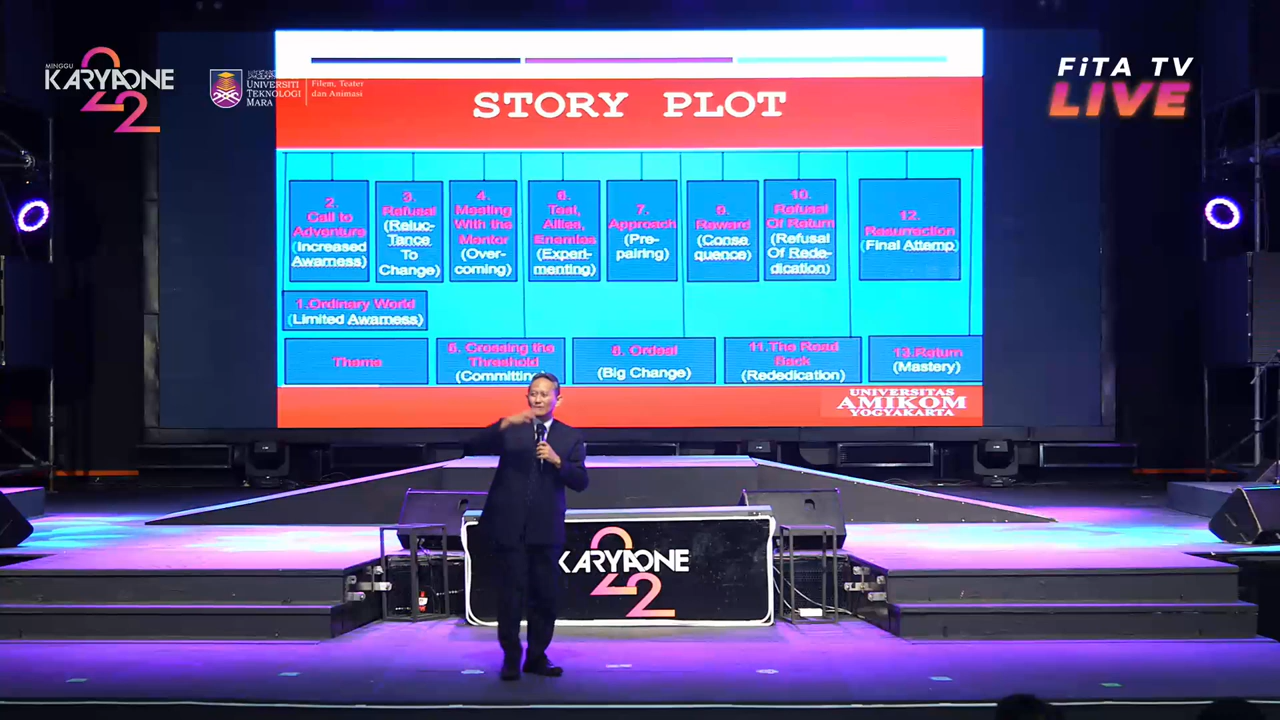 MINGGU
KARYAONE
22
UNIVERSITI
TEKNOLOGI
MARA
Filem, Teater
dan Animasi
FiTA TV
LIVE
STORY PLOT
2.
Call to
Adventure
(Increased
Awarness)
3.
Refusal
(Reluc-
Tance
To
Change)
4.
Meeting
With the
Mentor
(Over-
coming)
6.
Test,
Allies,
Enemies
(Experi-
menting)
7.
Approach
(Pre-
pairing)
9.
Reward
(Conse
quence)
10.
Refusal
Of Return
(Refusal
Of Rede-
dication)
12.
Resurrection
(Final Attemp)
1.Ordinary World
(Limited Awarness)
Theme
5. Crossing the
Threshold
(Committing
8. Ordeal
(Big Change)
11.The Road
Back
(Rededication)
13.Return
(Mastery)
UNIVERSITAS
AMIKOM
YOGYAKARTA
KARYAONE
22